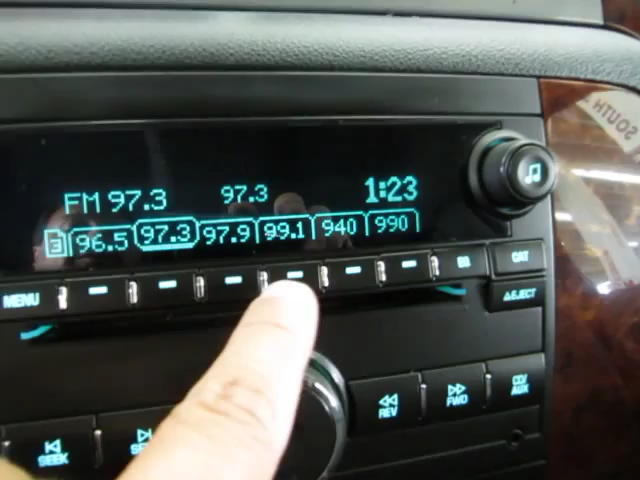 FM 97.3 97.3 1:23
3 96.5 97.3 97.9 99.1 940 990
MENU CAT
EJECT
REV FWD CD/AUX
SEEK
SOUTH